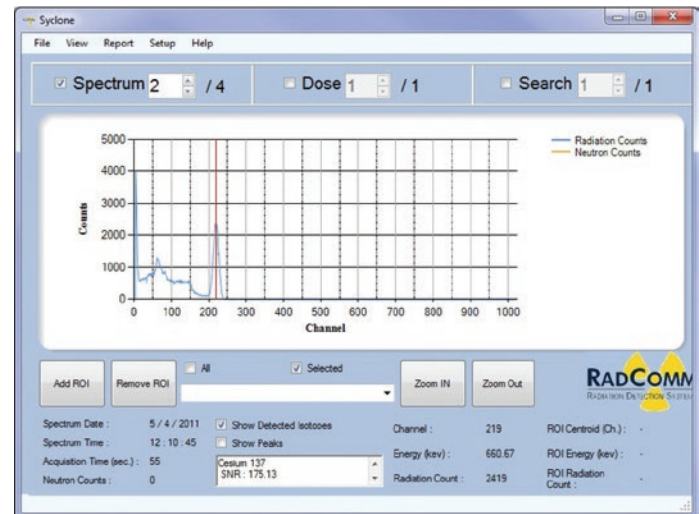 Syclone
File View Report Setup Help
Spectrum 2 / 4 Dose 1 / 1 Search 1 / 1
5000
4000
3000
2000
1000
0
Counts
0 100 200 300 400 500 600 700 800 900 1000
Channel
Radiation Counts
Neutron Counts
Add ROI Remove ROI All Selected Zoom IN Zoom Out
RADCOMM
RADIATION DETECTION SYSTEM
Spectrum Date : 5 / 4 / 2011 Show Detected Isotopes Channel : 219 ROI Centroid (Ch.) : -
Spectrum Time : 12 : 10 : 45 Show Peaks Energy (kev) : 660.67 ROI Energy (kev) : -
Acquistion Time (sec.) : 55 Cesium 137 Radiation Count : 2419 ROI Radiation Count : -
Neutron Counts : 0 SNR : 175.13